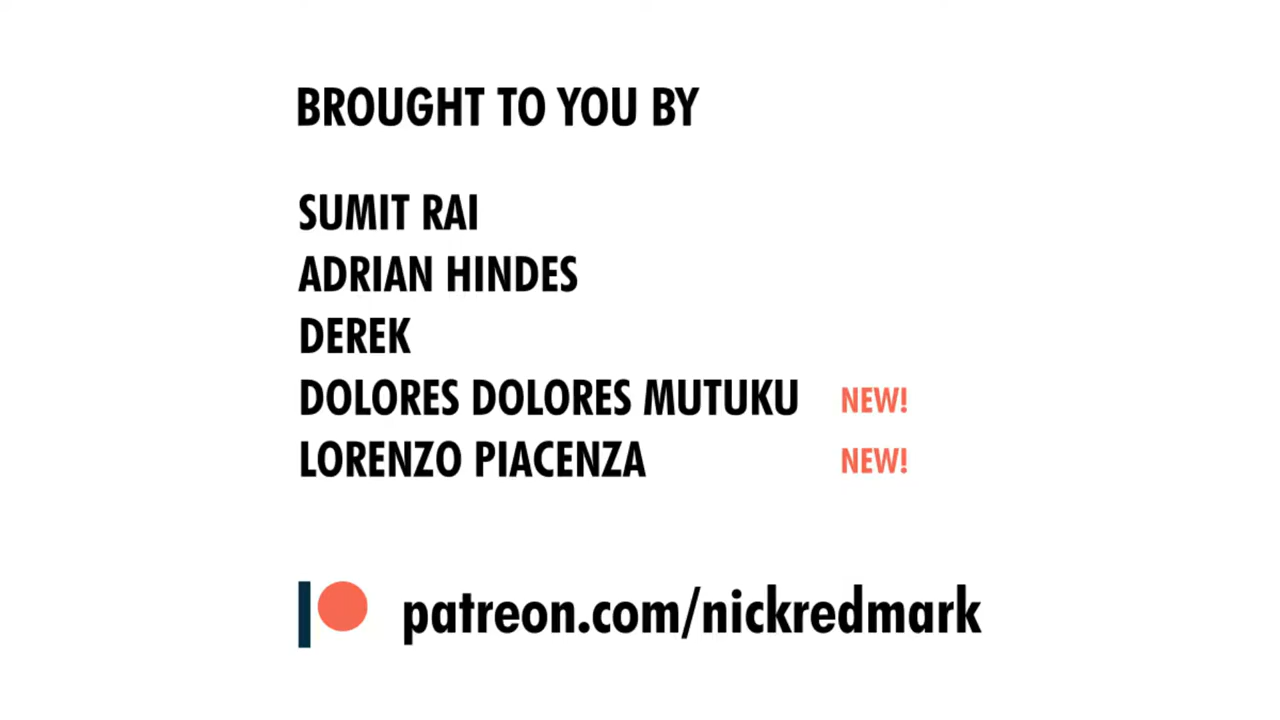 BROUGHT TO YOU BY
SUMIT RAI
ADRIAN HINDES
DEREK
DOLORES DOLORES MUTUKU NEW!
LORENZO PIACENZA NEW!
patreon.com/nickredmark